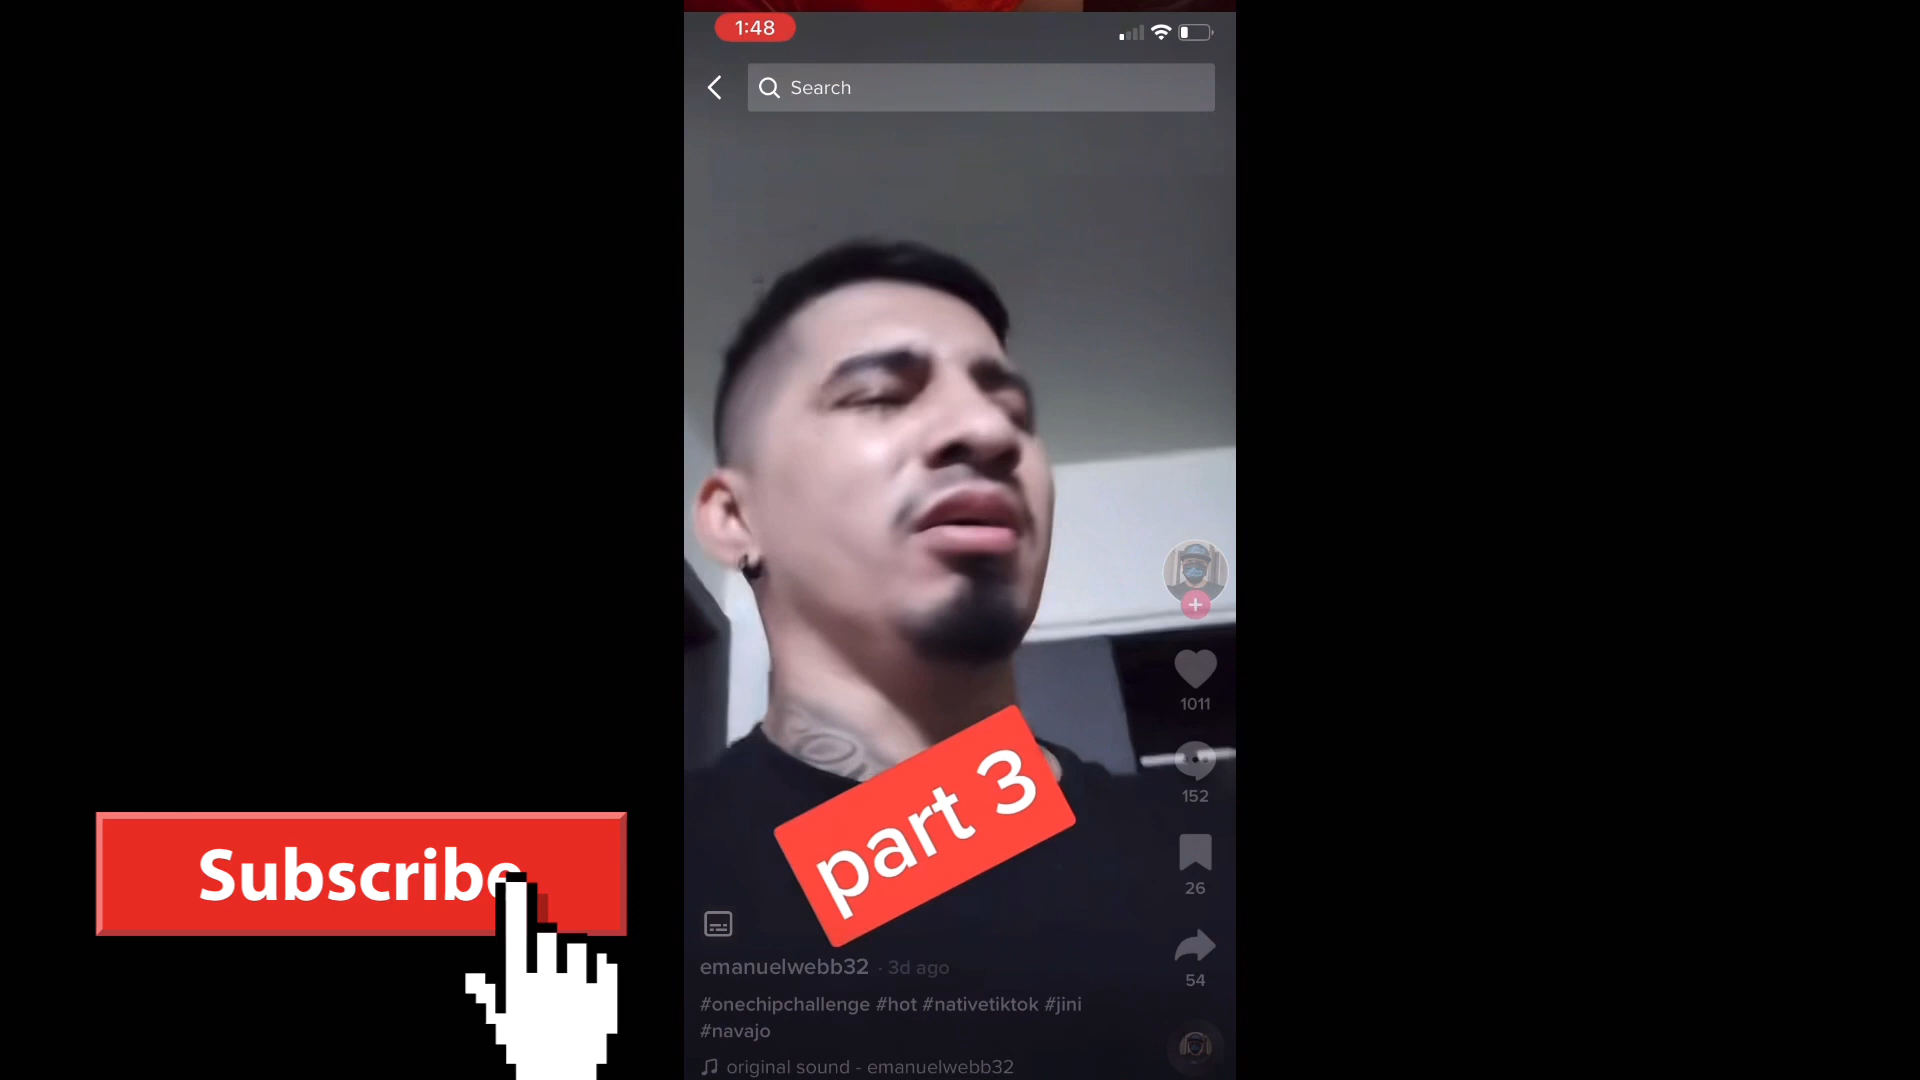 1:48
Search
part 3
Subscribe
1011
152
26
54
emanuelwebb32 · 3d ago
#onechipchallenge #hot #nativetiktok #jini
#navajo
original sound - emanuelwebb32